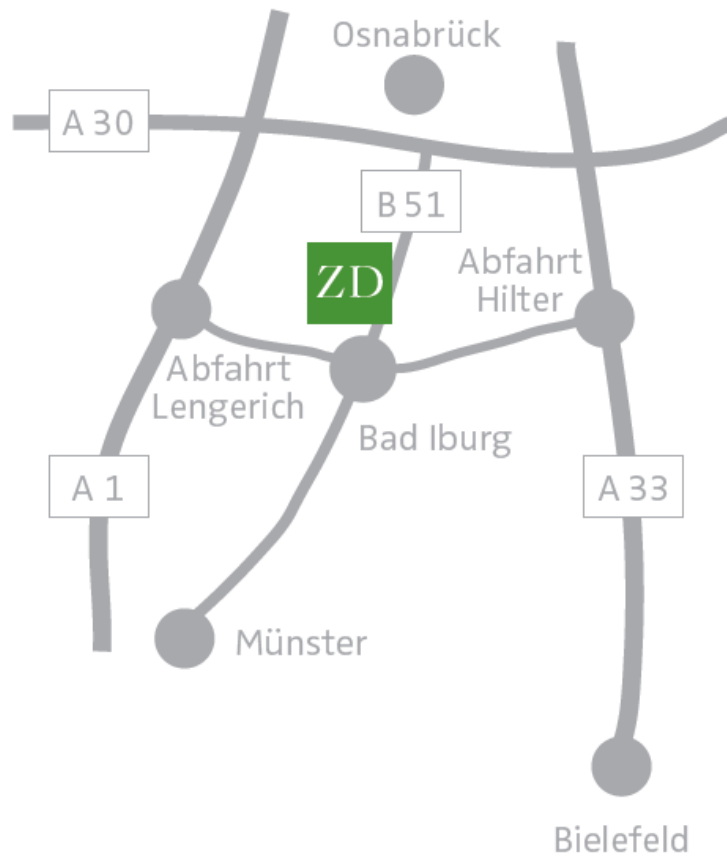 Osnabrück
A 30
B 51
ZD
Abfahrt
Hilter
Abfahrt
Lengerich
Bad Iburg
A 1
A 33
Münster
Bielefeld